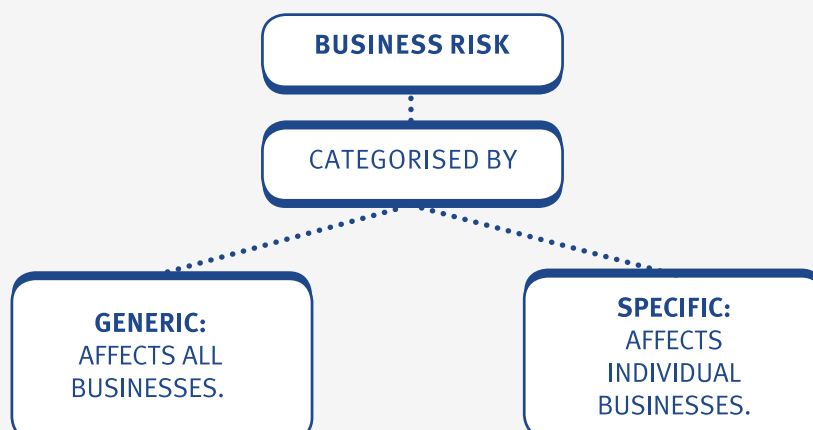 BUSINESS RISK
CATEGORISED BY
GENERIC:
AFFECTS ALL
BUSINESSES.
SPECIFIC:
AFFECTS
INDIVIDUAL
BUSINESSES.